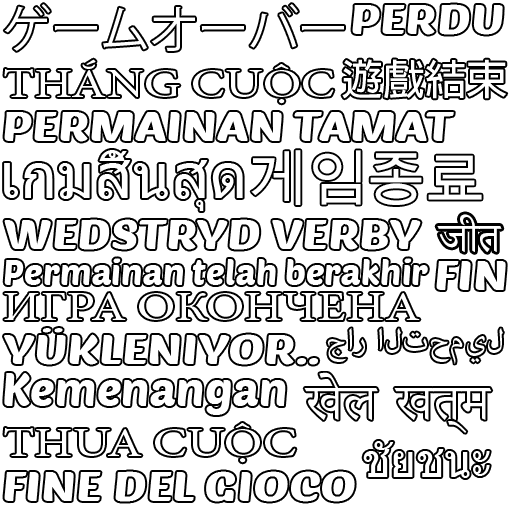 ゲームオーバー PERDU
THẮNG CUỘC 遊戲結束
PERMAINAN TAMAT
เกมสิ้นสุด 게임종료
WEDSTRYD VERBY जीत
Permainan telah berakhir FIN
ИГРА ОКОНЧЕНА
YÜKLENIYOR.. جار التحميل
Kemenangan खेल खत्म
THUA CUỘC ชัยชนะ
FINE DEL GIOCO